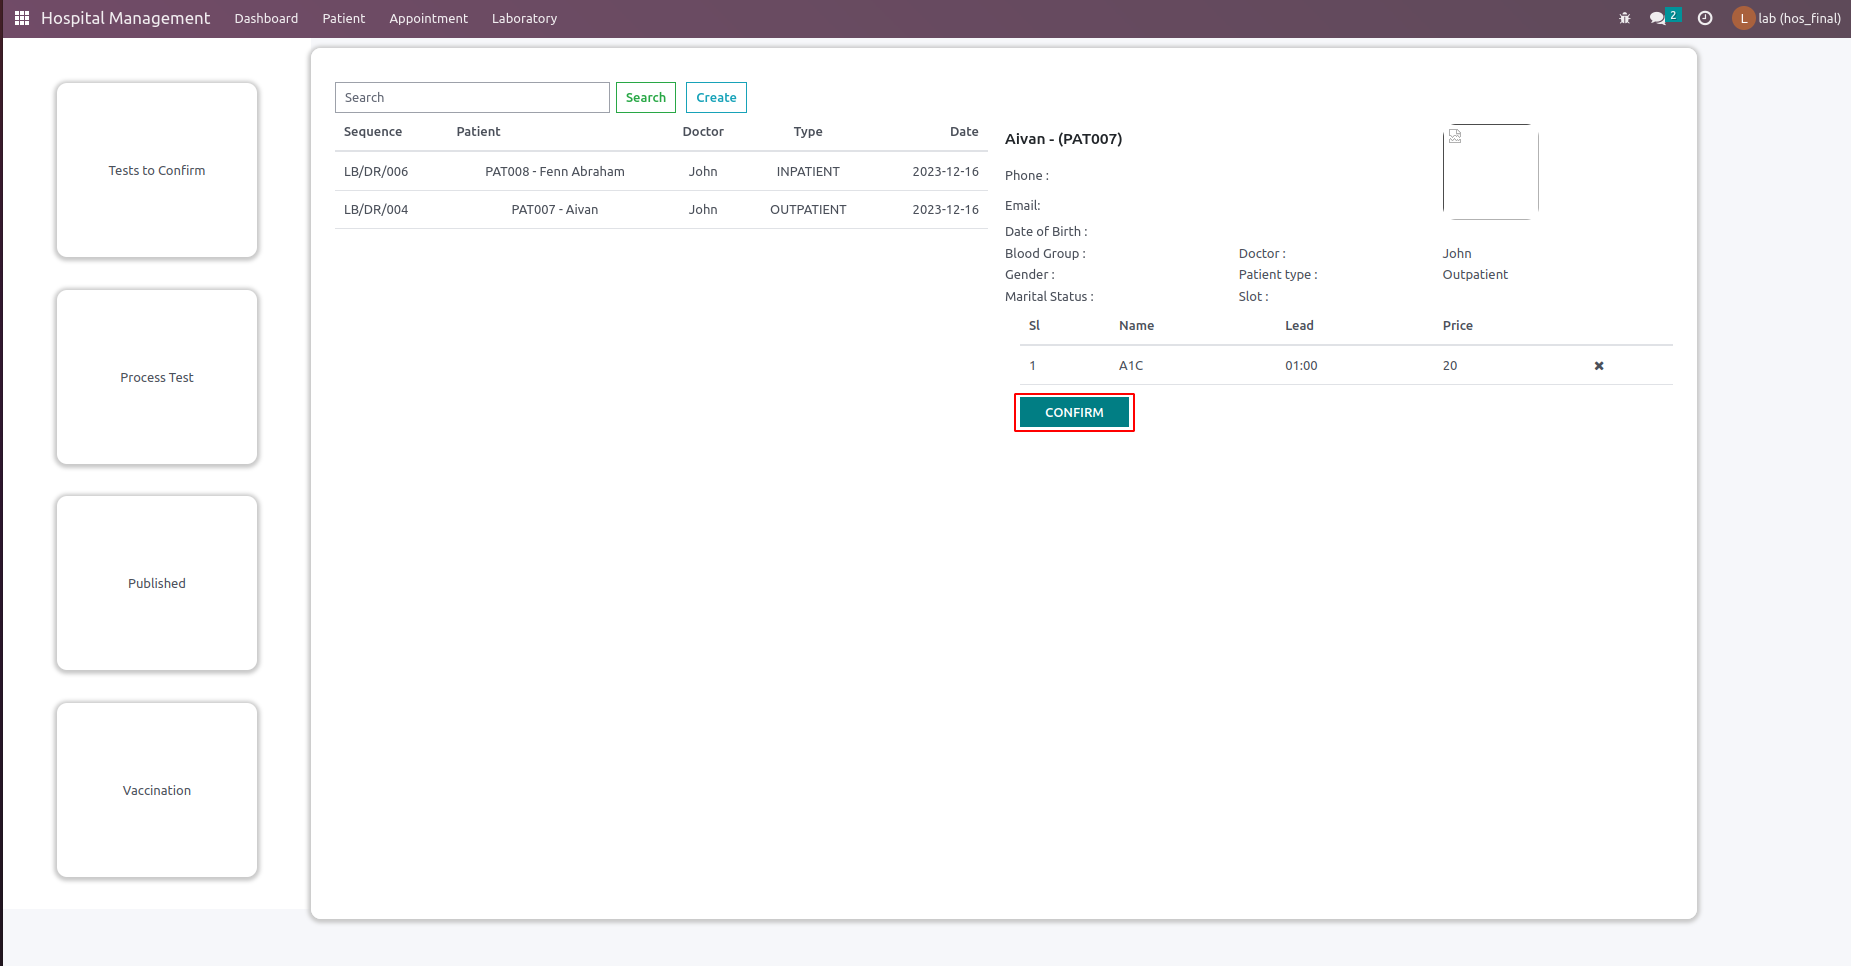 Hospital Management Dashboard Patient Appointment Laboratory 2 L lab (hos_final)
Tests to Confirm
Process Test
Published
Vaccination
Search Search Create
Sequence Patient Doctor Type Date
LB/DR/006 PAT008 - Fenn Abraham John INPATIENT 2023-12-16
LB/DR/004 PAT007 - Aivan John OUTPATIENT 2023-12-16
Aivan - (PAT007)
Phone :
Email:
Date of Birth :
Blood Group : Doctor : John
Gender : Patient type : Outpatient
Marital Status : Slot :
Sl Name Lead Price
1 A1C 01:00 20 ✖
CONFIRM